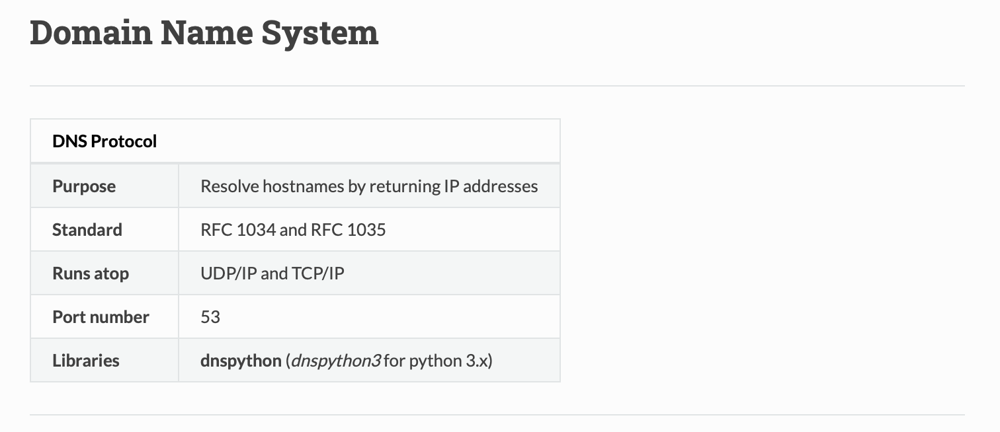 Domain Name System
DNS Protocol
Purpose Resolve hostnames by returning IP addresses
Standard RFC 1034 and RFC 1035
Runs atop UDP/IP and TCP/IP
Port number 53
Libraries dnspython (dnspython3 for python 3.x)